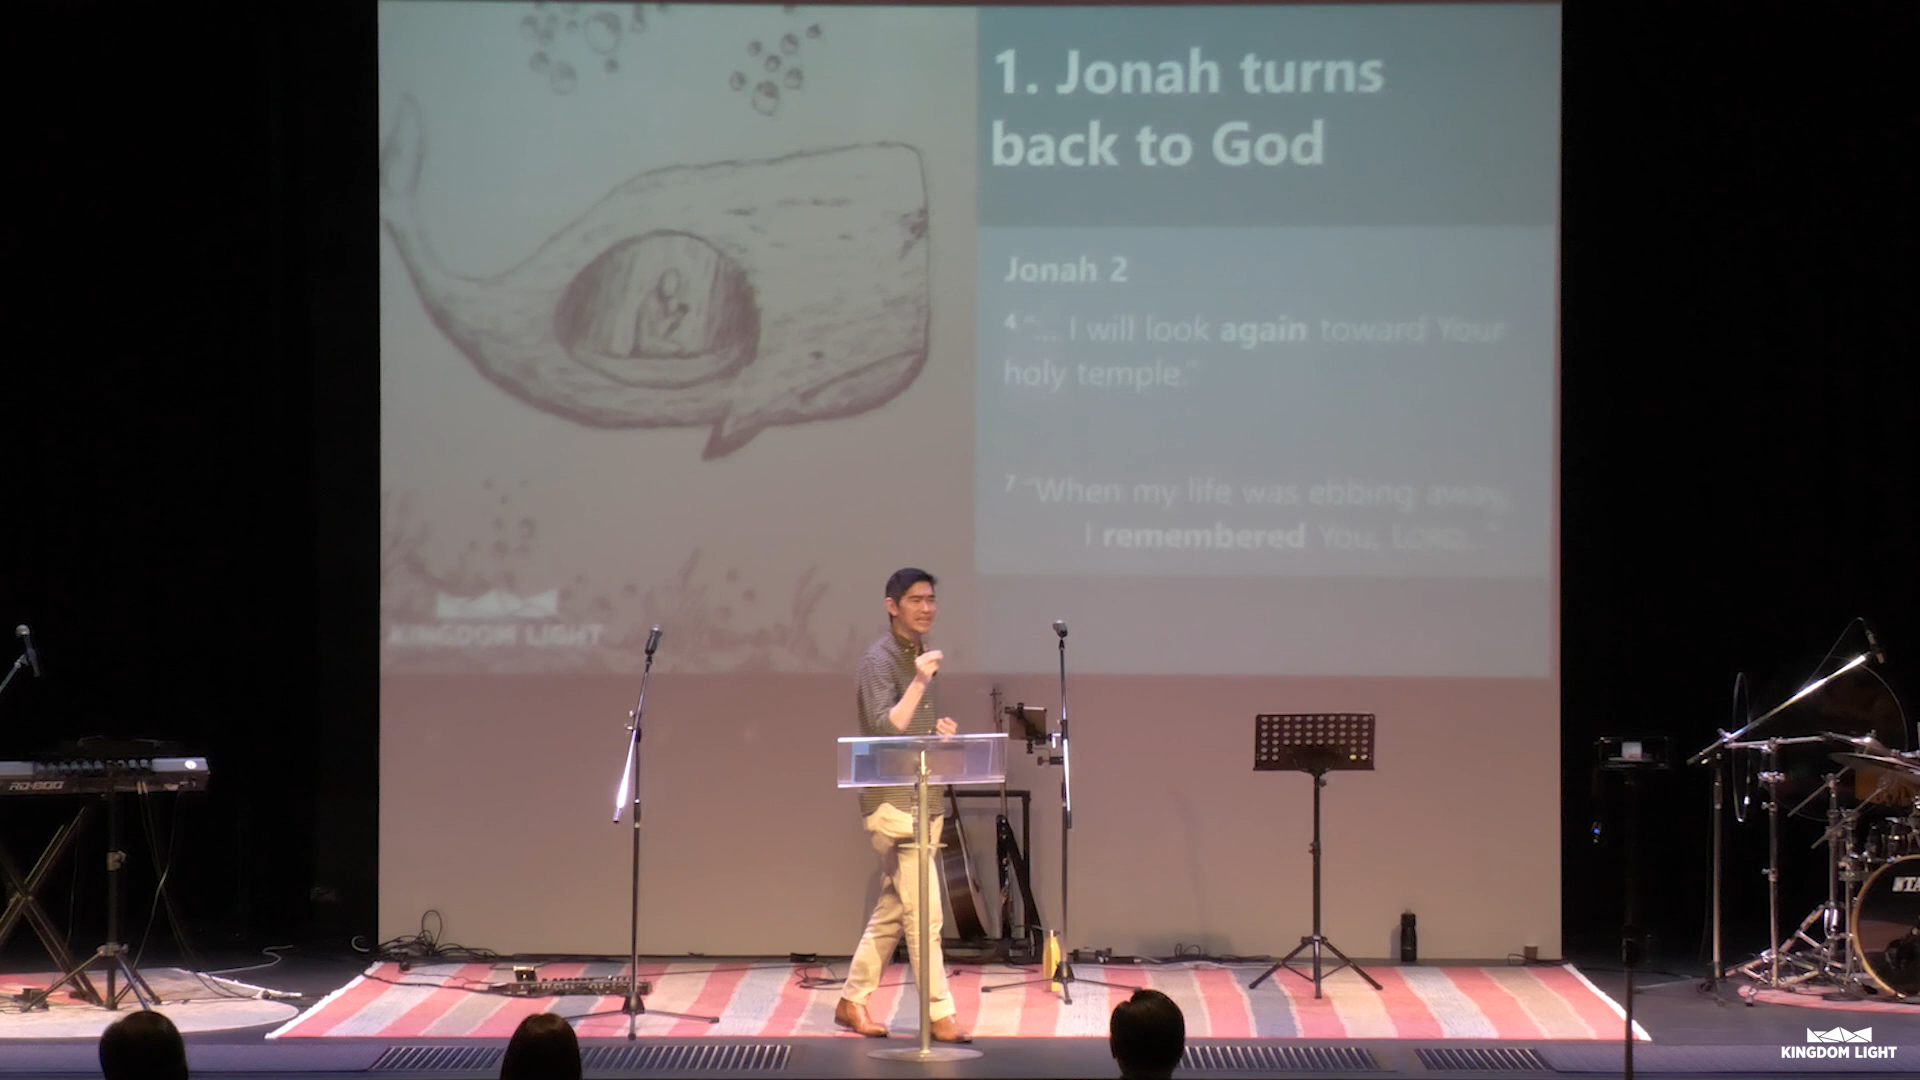 1. Jonah turns
back to God
Jonah 2
4 "... I will look again toward Your
holy temple."
7 "When my life was ebbing away,
I remembered You, LORD..."
KINGDOM LIGHT
RD-800
KINGDOM LIGHT